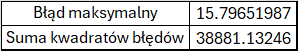 Błąd maksymalny 15.79651987
Suma kwadratów błędów 38881.13246